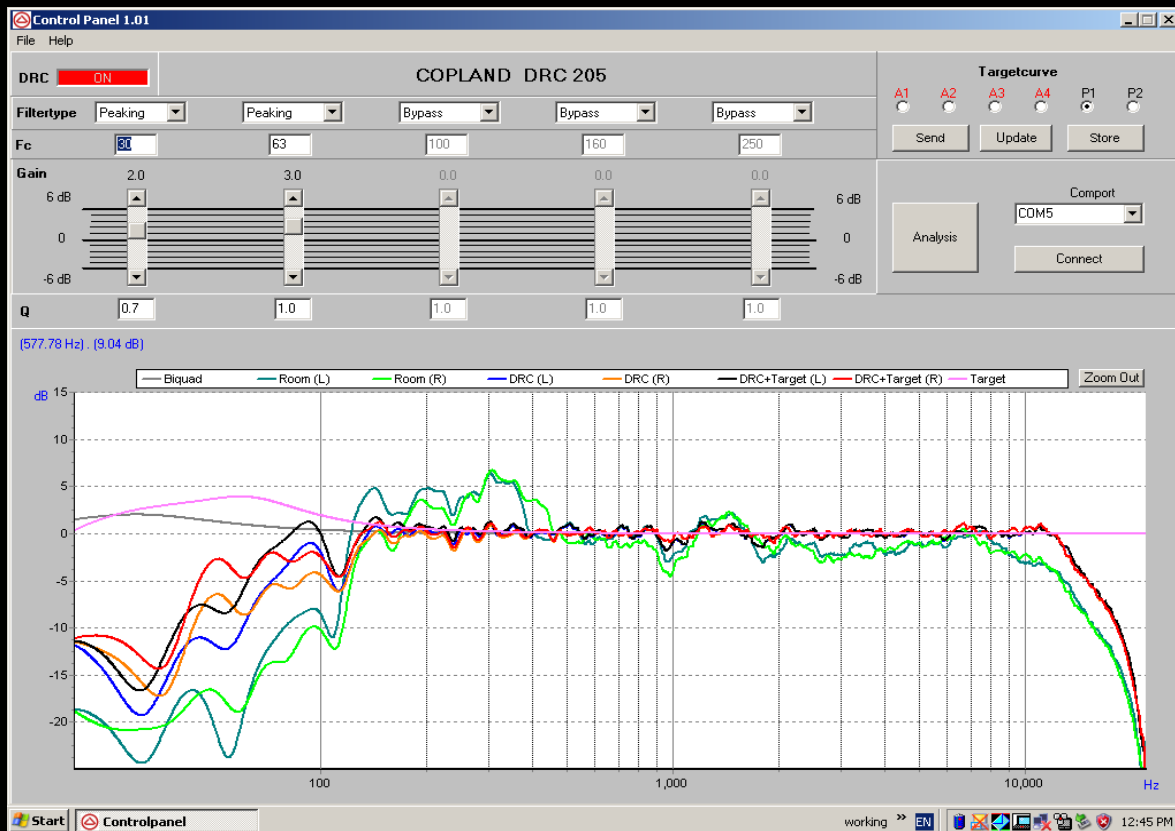 Control Panel 1.01
File Help
DRC ON COPLAND DRC 205 Targetcurve
A1 A2 A3 A4 P1 P2
Filtertype Peaking Peaking Bypass Bypass Bypass
Send Update Store
Fc 30 63 100 160 250
Gain 2.0 3.0 0.0 0.0 0.0
6 dB 6 dB
Comport
COM5
0 0
Analysis
Connect
-6 dB -6 dB
Q 0.7 1.0 1.0 1.0 1.0
(577.78 Hz) . (9.04 dB)
Biquad Room (L) Room (R) DRC (L) DRC (R) DRC+Target (L) DRC+Target (R) Target Zoom Out
dB 15
10
5
0
-5
-10
-15
-20
100 1,000 10,000 Hz
Start Controlpanel working » EN 12:45 PM